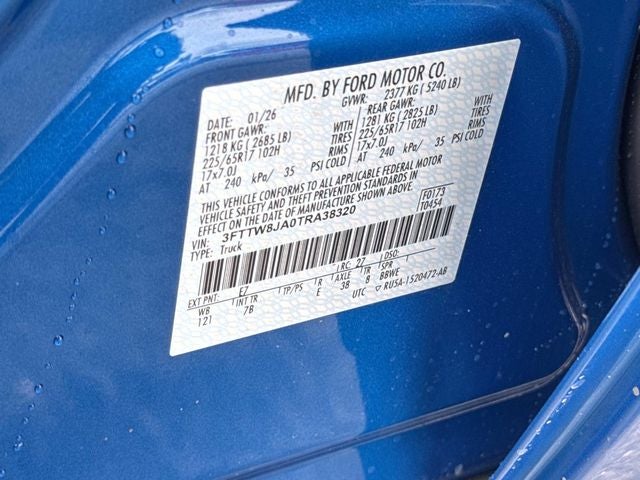 MFD. BY FORD MOTOR CO.
DATE: 01/26 GVWR: 2377 KG ( 5240 LB)
FRONT GAWR: REAR GAWR:
1218 KG ( 2685 LB) WITH 1281 KG ( 2825 LB) WITH
225/65R17 102H TIRES 225/65R17 102H TIRES
17x7.0J RIMS 17x7.0J RIMS
AT 240 kPa/ 35 PSI COLD AT 240 kPa/ 35 PSI COLD
THIS VEHICLE CONFORMS TO ALL APPLICABLE FEDERAL MOTOR
VEHICLE SAFETY AND THEFT PREVENTION STANDARDS IN
EFFECT ON THE DATE OF MANUFACTURE SHOWN ABOVE.
VIN: 3FTTW8JA0TRA38320 F0173
TYPE: Truck T0454
EXT PNT: E7 RC: 27 DSO:
WB INT TR TP/PS R AXLE TR SPR
121 7B E 3B 8 BBWE
UTC ▽ RU5A-1520472-AB